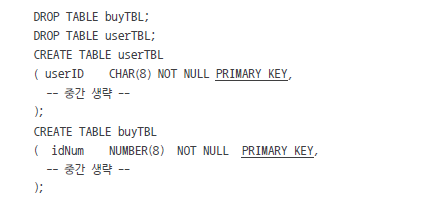 DROP TABLE buyTBL;
DROP TABLE userTBL;
CREATE TABLE userTBL
( userID CHAR(8) NOT NULL PRIMARY KEY,
-- 중간 생략 --
);
CREATE TABLE buyTBL
( idNum NUMBER(8) NOT NULL PRIMARY KEY,
-- 중간 생략 --
);